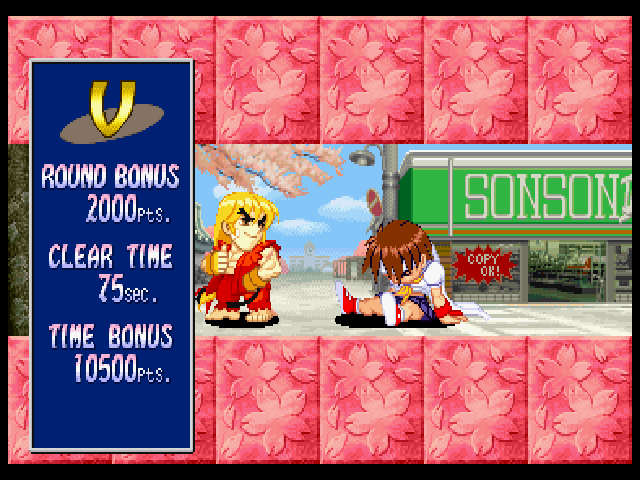 V
ROUND BONUS
2000Pts.
CLEAR TIME
75sec.
TIME BONUS
10500Pts.
SONSON
COPY
OK!